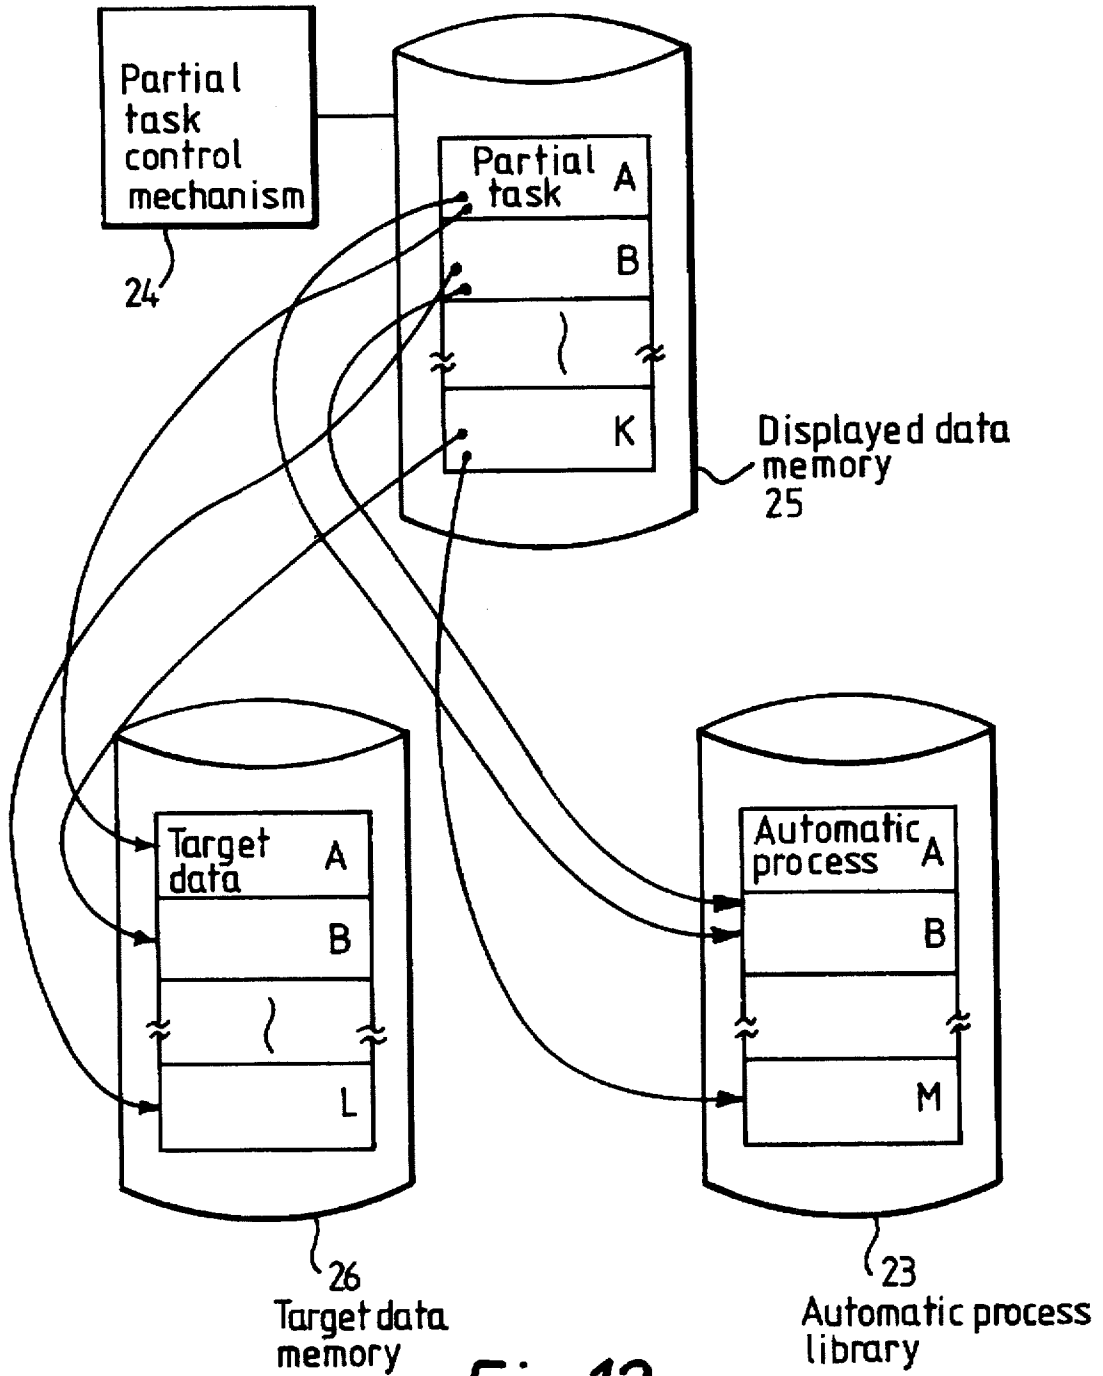 Partial
task
control
mechanism
24
Partial
task
A
B
K
Displayed data
memory
25
Target
data
A
B
L
26
Target data
memory
Automatic
process
A
B
M
23
Automatic process
library